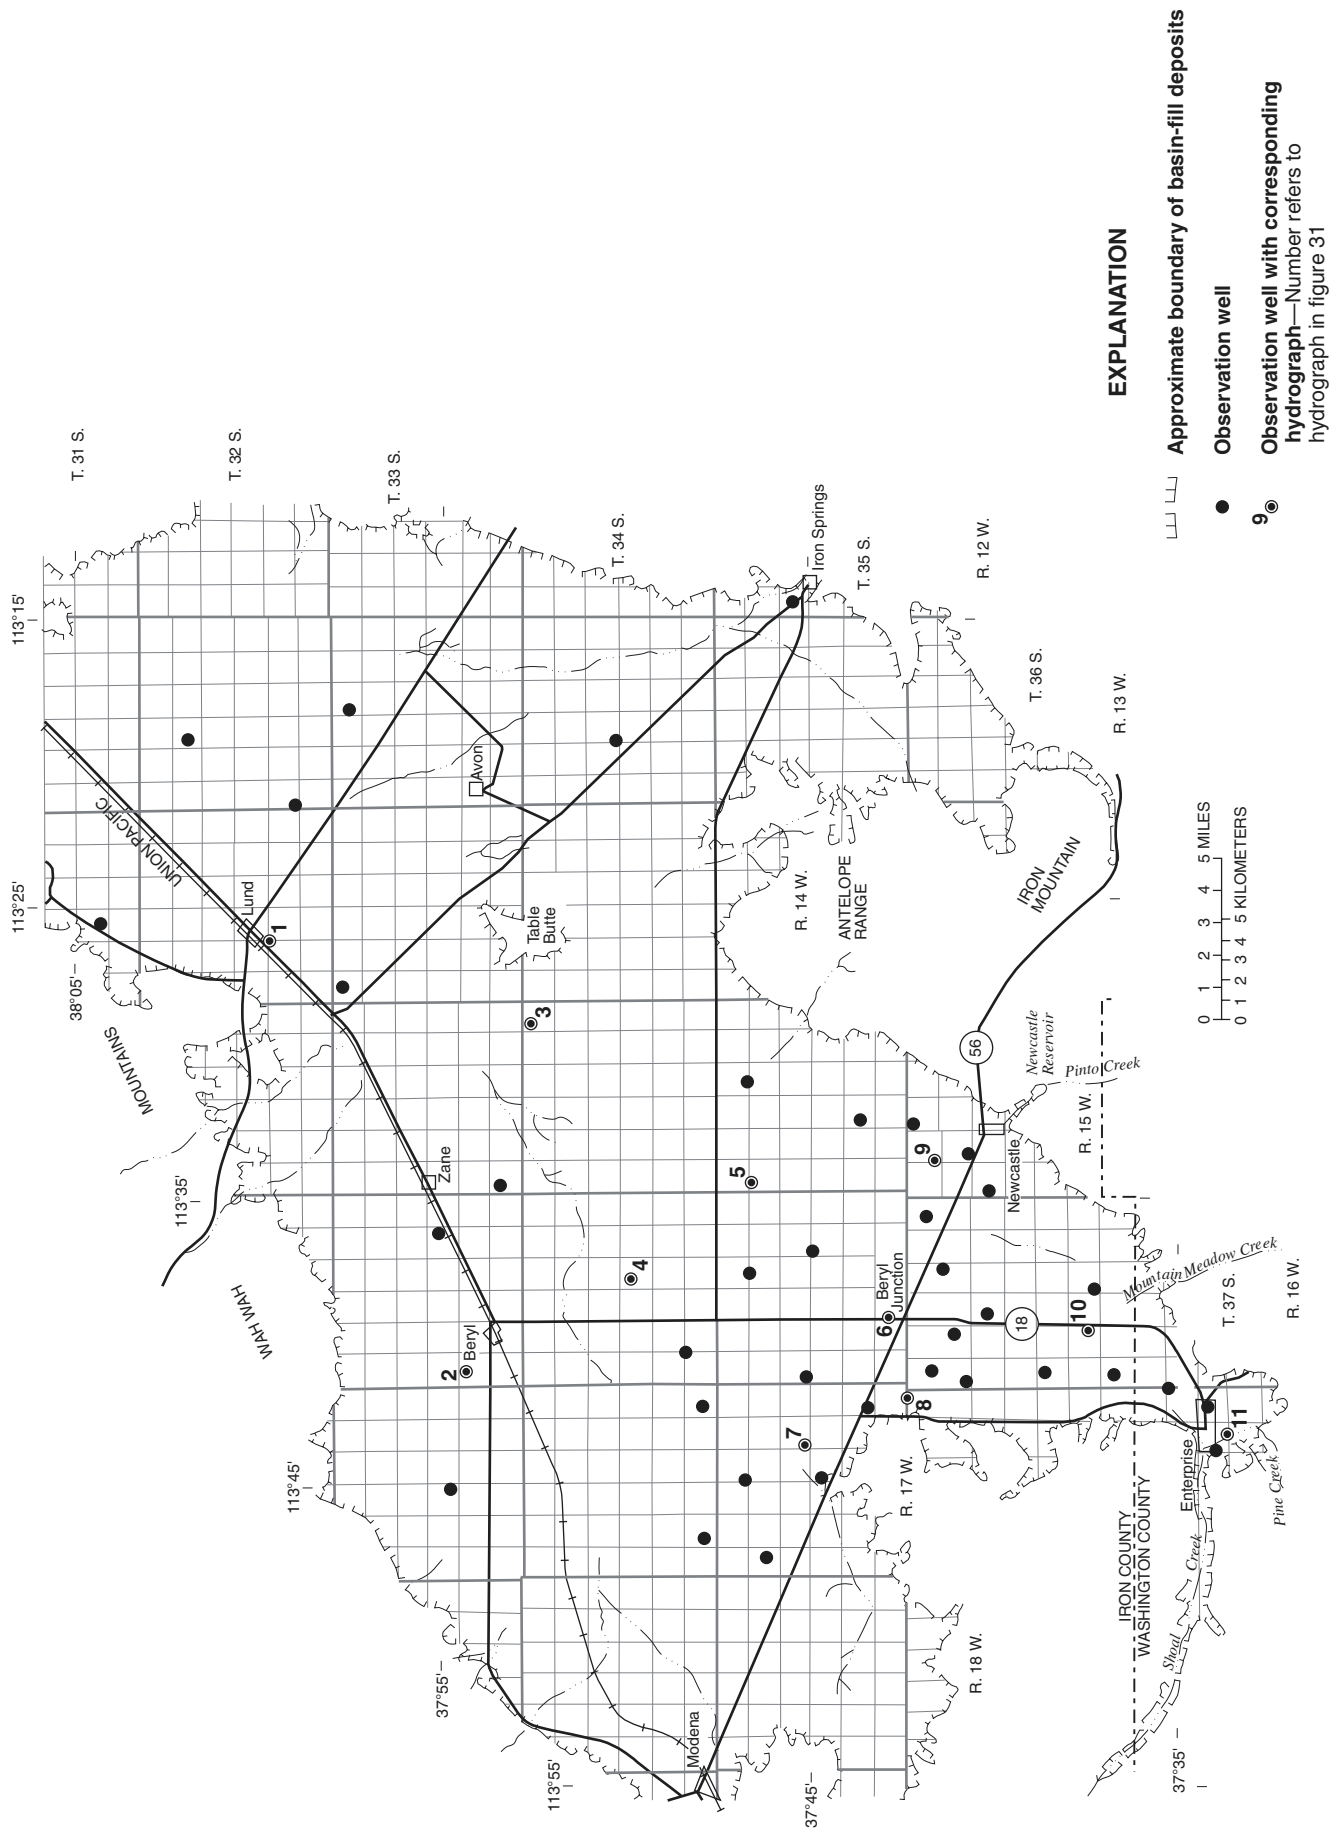 113°15'
T. 31 S.
T. 32 S.
T. 33 S.
T. 34 S.
T. 35 S.
T. 36 S.
T. 37 S.
R. 12 W.
R. 13 W.
R. 14 W.
R. 15 W.
R. 16 W.
R. 17 W.
R. 18 W.
113°25'
113°35'
113°45'
113°55'
38°05'
37°55'
37°45'
37°35'
UNION PACIFIC
Lund
1
Avon
Iron Springs
Table
Butte
3
ANTELOPE
RANGE
IRON
MOUNTAIN
MOUNTAINS
WAH WAH
Zane
Beryl
2
4
5
Beryl
Junction
6
7
8
9
10
11
56
18
Newcastle
Newcastle
Reservoir
Pinto Creek
Mountain Meadow Creek
Enterprise
Pine Creek
Shoal
Creek
IRON COUNTY
WASHINGTON COUNTY
Modena
0 1 2 3 4 5 MILES
0 1 2 3 4 5 KILOMETERS
EXPLANATION
Approximate boundary of basin-fill deposits
Observation well
9
Observation well with corresponding
hydrograph—Number refers to
hydrograph in figure 31